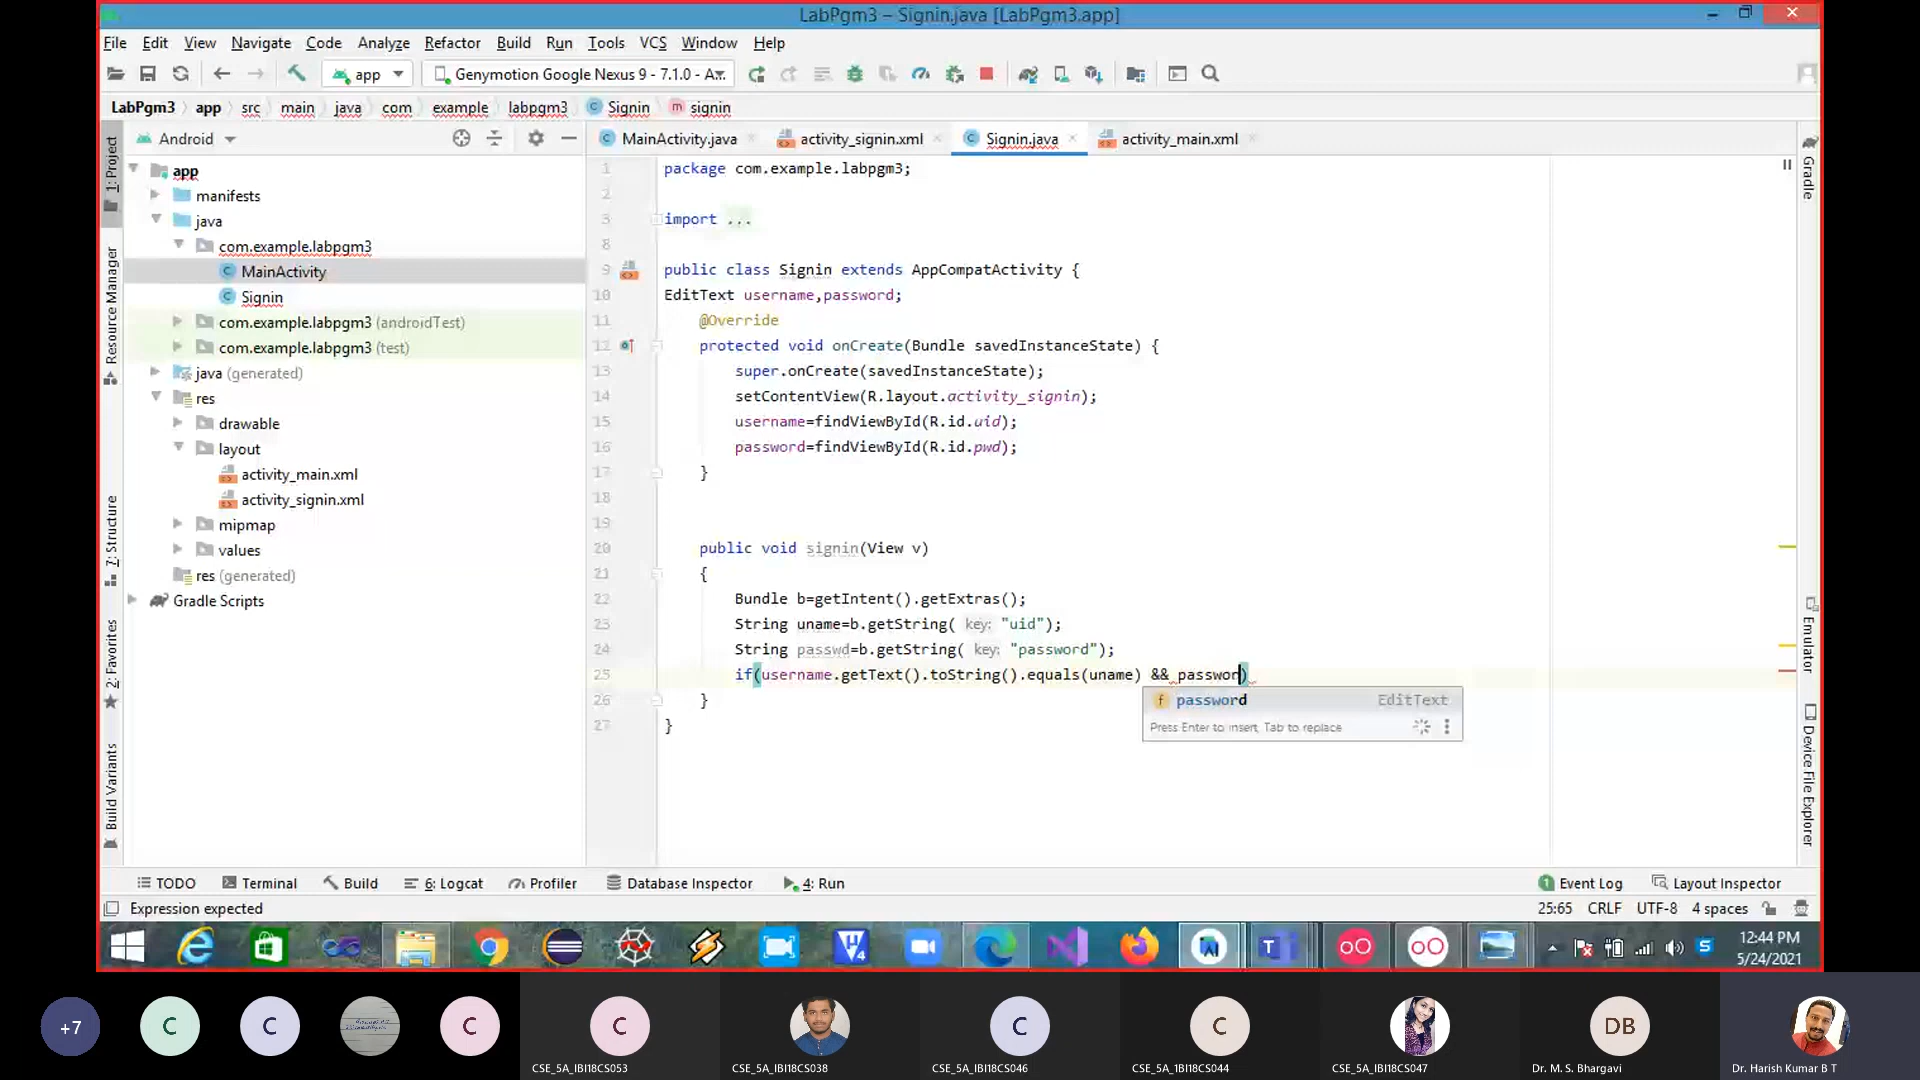 LabPgm3 – Signin.java [LabPgm3.app]
File Edit View Navigate Code Analyze Refactor Build Run Tools VCS Window Help
app Genymotion Google Nexus 9 - 7.1.0 - A
LabPgm3 app src main java com example labpgm3 Signin signin
Android
MainActivity.java activity_signin.xml Signin.java activity_main.xml
1: Project
Resource Manager
7: Structure
2: Favorites
Build Variants
app
manifests
java
com.example.labpgm3
MainActivity
Signin
com.example.labpgm3 (androidTest)
com.example.labpgm3 (test)
java (generated)
res
drawable
layout
activity_main.xml
activity_signin.xml
mipmap
values
res (generated)
Gradle Scripts
1 package com.example.labpgm3;
2
3 import ...
8
9 public class Signin extends AppCompatActivity {
10 EditText username,password;
11 @Override
12 protected void onCreate(Bundle savedInstanceState) {
13 super.onCreate(savedInstanceState);
14 setContentView(R.layout.activity_signin);
15 username=findViewById(R.id.uid);
16 password=findViewById(R.id.pwd);
17 }
18
19
20 public void signin(View v)
21 {
22 Bundle b=getIntent().getExtras();
23 String uname=b.getString( key: "uid");
24 String passwd=b.getString( key: "password");
25 if(username.getText().toString().equals(uname) && passwor)
26 }
27 }
password EditText
Press Enter to insert, Tab to replace
Gradle
Emulator
Device File Explorer
TODO Terminal Build 6: Logcat Profiler Database Inspector 4: Run 1 Event Log Layout Inspector
Expression expected 25:65 CRLF UTF-8 4 spaces
12:44 PM
5/24/2021
+7 C C C C C C DB
CSE_5A_IBI18CS053 CSE_5A_IBI18CS038 CSE_5A_IBI18CS046 CSE_5A_1BI18CS044 CSE_5A_IBI18CS047 Dr. M. S. Bhargavi Dr. Harish Kumar B T